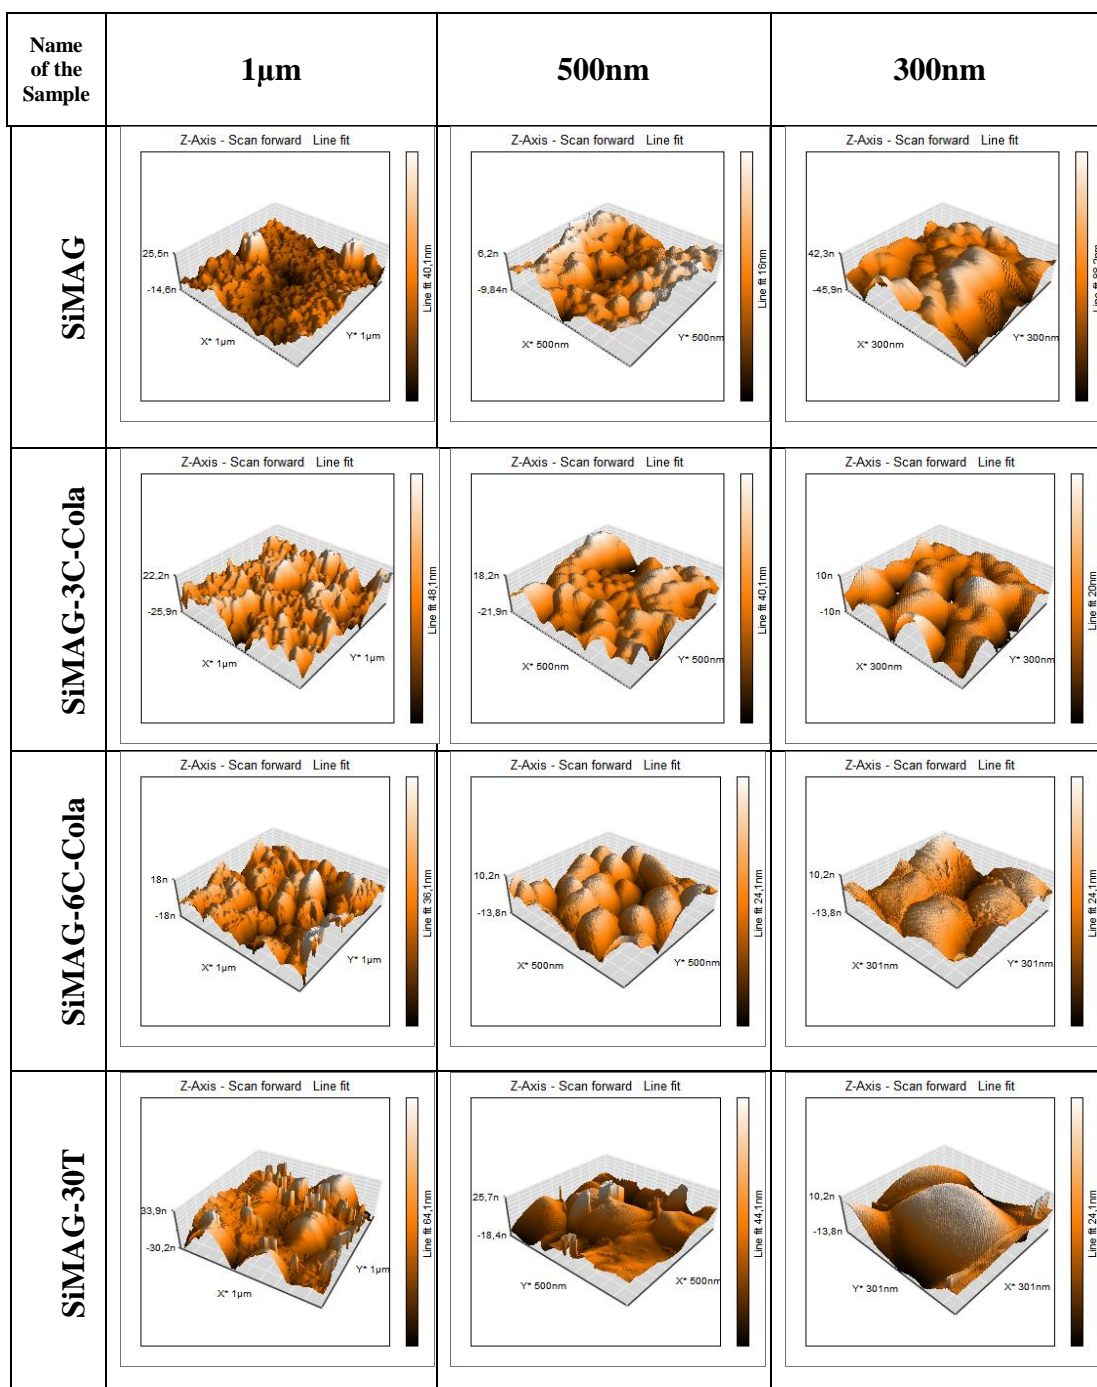 Name of the Sample
1µm
500nm
300nm
SiMAG
Z-Axis - Scan forward Line fit
25,5n
-14,6n
X* 1µm
Y* 1µm
Line fit 40,1nm
Z-Axis - Scan forward Line fit
6,2n
-9,84n
X* 500nm
Y* 500nm
Line fit 16nm
Z-Axis - Scan forward Line fit
42,3n
-45,9n
X* 300nm
Y* 300nm
Line fit 88,2nm
SiMAG-3C-Cola
Z-Axis - Scan forward Line fit
22,2n
-25,9n
X* 1µm
Y* 1µm
Line fit 48,1nm
Z-Axis - Scan forward Line fit
18,2n
-21,9n
X* 500nm
Y* 500nm
Line fit 40,1nm
Z-Axis - Scan forward Line fit
10n
-10n
X* 300nm
Y* 300nm
Line fit 20nm
SiMAG-6C-Cola
Z-Axis - Scan forward Line fit
18n
-18n
X* 1µm
Y* 1µm
Line fit 36,1nm
Z-Axis - Scan forward Line fit
10,2n
-13,8n
X* 500nm
Y* 500nm
Line fit 24,1nm
Z-Axis - Scan forward Line fit
10,2n
-13,8n
X* 301nm
Y* 301nm
Line fit 24,1nm
SiMAG-30T
Z-Axis - Scan forward Line fit
33,9n
-30,2n
X* 1µm
Y* 1µm
Line fit 64,1nm
Z-Axis - Scan forward Line fit
25,7n
-18,4n
Y* 500nm
X* 500nm
Line fit 44,1nm
Z-Axis - Scan forward Line fit
10,2n
-13,8n
Y* 301nm
X* 301nm
Line fit 24,1nm